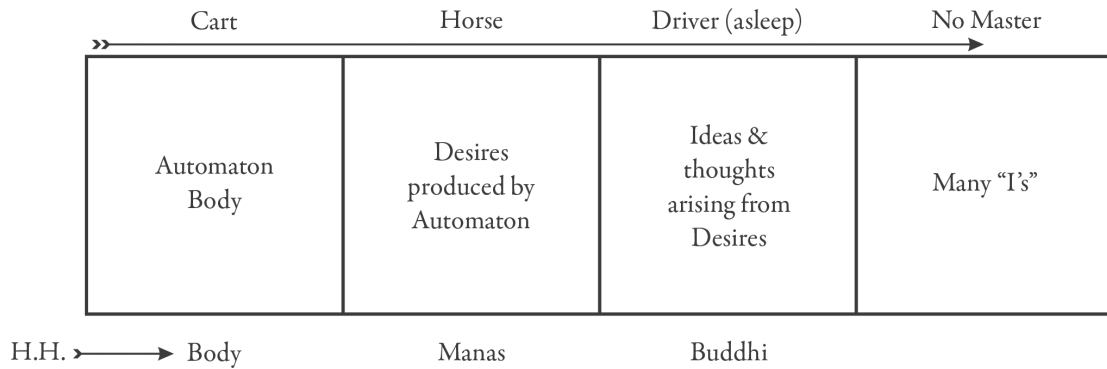 Cart Horse Driver (asleep) No Master
Automaton
Body
Desires
produced by
Automaton
Ideas &
thoughts
arising from
Desires
Many “I’s”
H.H. Body Manas Buddhi